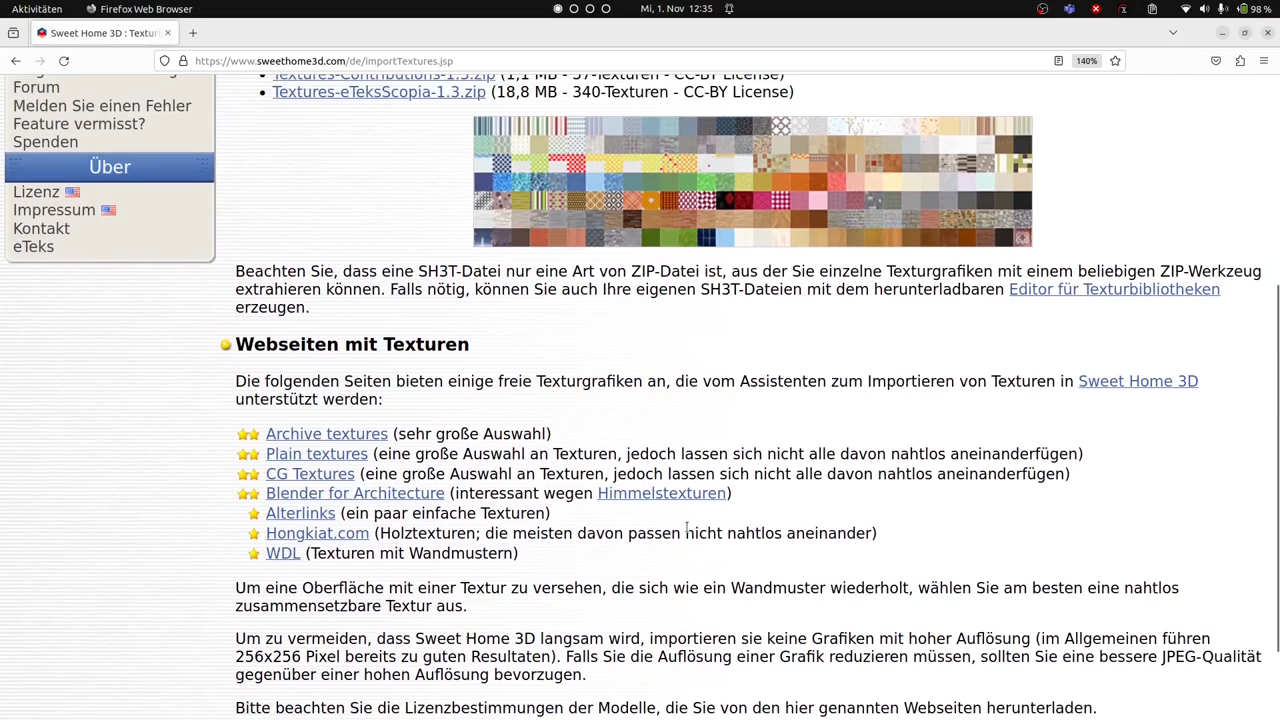 Aktivitäten
Firefox Web Browser
Mi, 1. Nov 12:35
98 %
Sweet Home 3D : Textur
https://www.sweethome3d.com/de/importTextures.jsp
140%
Forum
Melden Sie einen Fehler
Feature vermisst?
Spenden
Über
Lizenz
Impressum
Kontakt
eTeks
Textures-Contributions-1.3.zip (1,1 MB - 37-Texturen - CC-BY License)
Textures-eTeksScopia-1.3.zip (18,8 MB - 340-Texturen - CC-BY License)
Beachten Sie, dass eine SH3T-Datei nur eine Art von ZIP-Datei ist, aus der Sie einzelne Texturgrafiken mit einem beliebigen ZIP-Werkzeug
extrahieren können. Falls nötig, können Sie auch Ihre eigenen SH3T-Dateien mit dem herunterladbaren Editor für Texturbibliotheken
erzeugen.
Webseiten mit Texturen
Die folgenden Seiten bieten einige freie Texturgrafiken an, die vom Assistenten zum Importieren von Texturen in Sweet Home 3D
unterstützt werden:
Archive textures (sehr große Auswahl)
Plain textures (eine große Auswahl an Texturen, jedoch lassen sich nicht alle davon nahtlos aneinanderfügen)
CG Textures (eine große Auswahl an Texturen, jedoch lassen sich nicht alle davon nahtlos aneinanderfügen)
Blender for Architecture (interessant wegen Himmelstexturen)
Alterlinks (ein paar einfache Texturen)
Hongkiat.com (Holztexturen; die meisten davon passen nicht nahtlos aneinander)
WDL (Texturen mit Wandmustern)
Um eine Oberfläche mit einer Textur zu versehen, die sich wie ein Wandmuster wiederholt, wählen Sie am besten eine nahtlos
zusammensetzbare Textur aus.
Um zu vermeiden, dass Sweet Home 3D langsam wird, importieren sie keine Grafiken mit hoher Auflösung (im Allgemeinen führen
256x256 Pixel bereits zu guten Resultaten). Falls Sie die Auflösung einer Grafik reduzieren müssen, sollten Sie eine bessere JPEG-Qualität
gegenüber einer hohen Auflösung bevorzugen.
Bitte beachten Sie die Lizenzbestimmungen der Modelle, die Sie von den hier genannten Webseiten herunterladen.